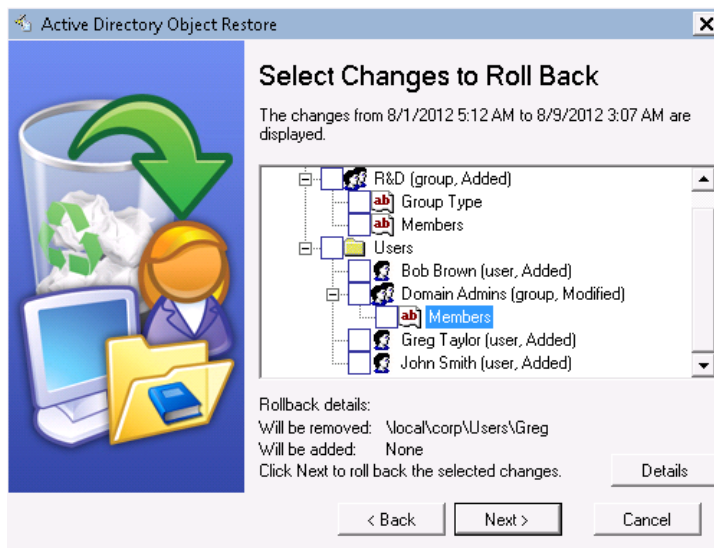 Active Directory Object Restore
Select Changes to Roll Back
The changes from 8/1/2012 5:12 AM to 8/9/2012 3:07 AM are
displayed.
R&D (group, Added)
ab Group Type
ab Members
Users
Bob Brown (user, Added)
Domain Admins (group, Modified)
ab Members
Greg Taylor (user, Added)
John Smith (user, Added)
Rollback details:
Will be removed: \local\corp\Users\Greg
Will be added: None
Click Next to roll back the selected changes.
Details
< Back
Next >
Cancel